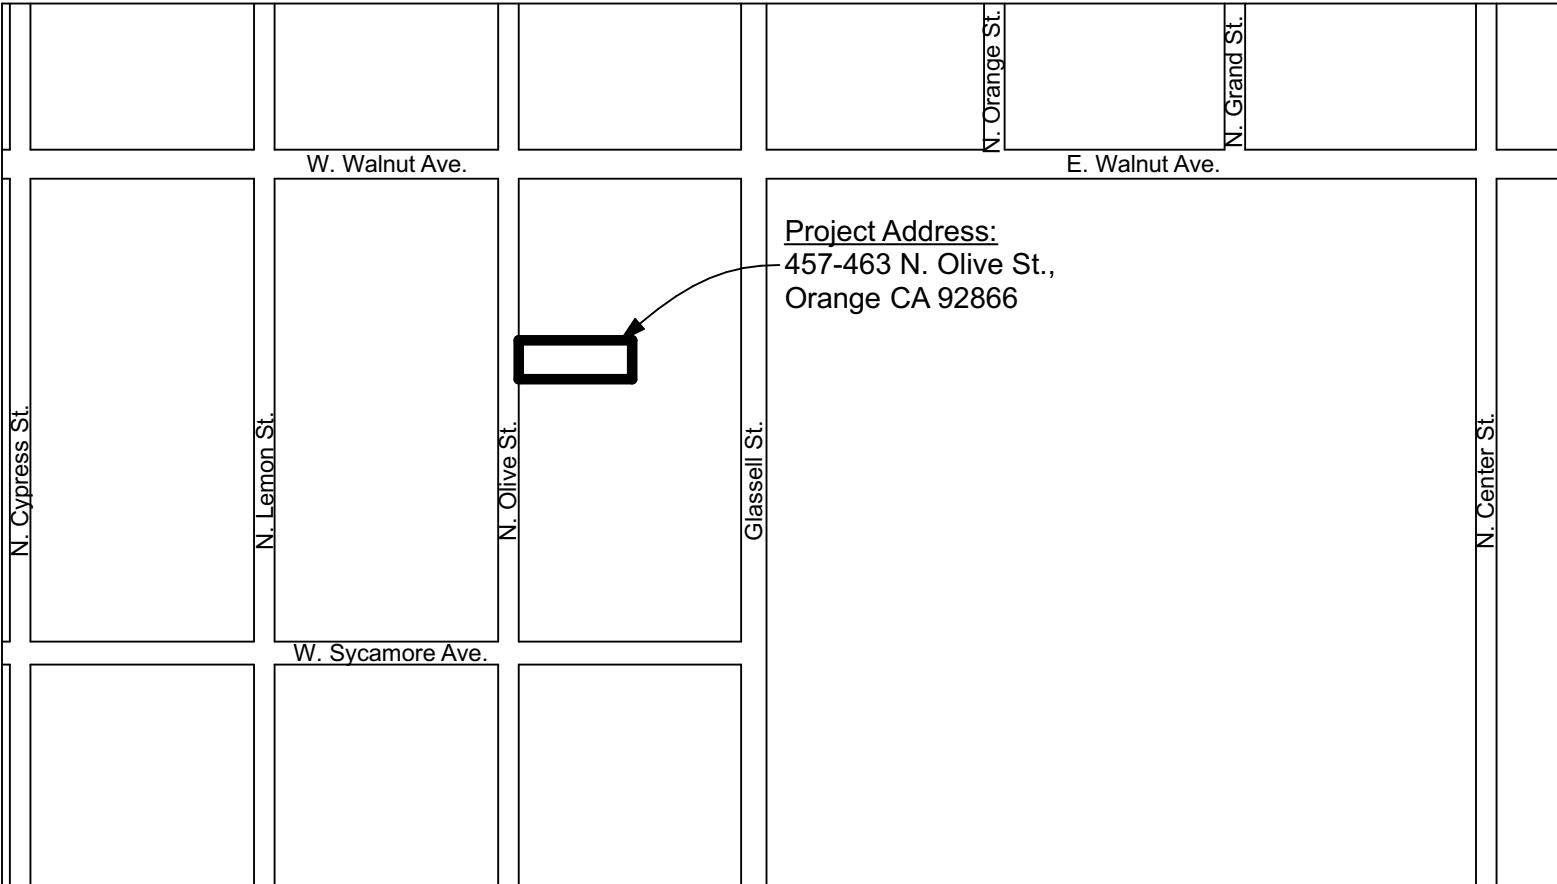 N. Orange St.
N. Grand St.
W. Walnut Ave.
E. Walnut Ave.
Project Address:
457-463 N. Olive St.,
Orange CA 92866
N. Cypress St.
N. Lemon St.
N. Olive St.
Glassell St.
N. Center St.
W. Sycamore Ave.